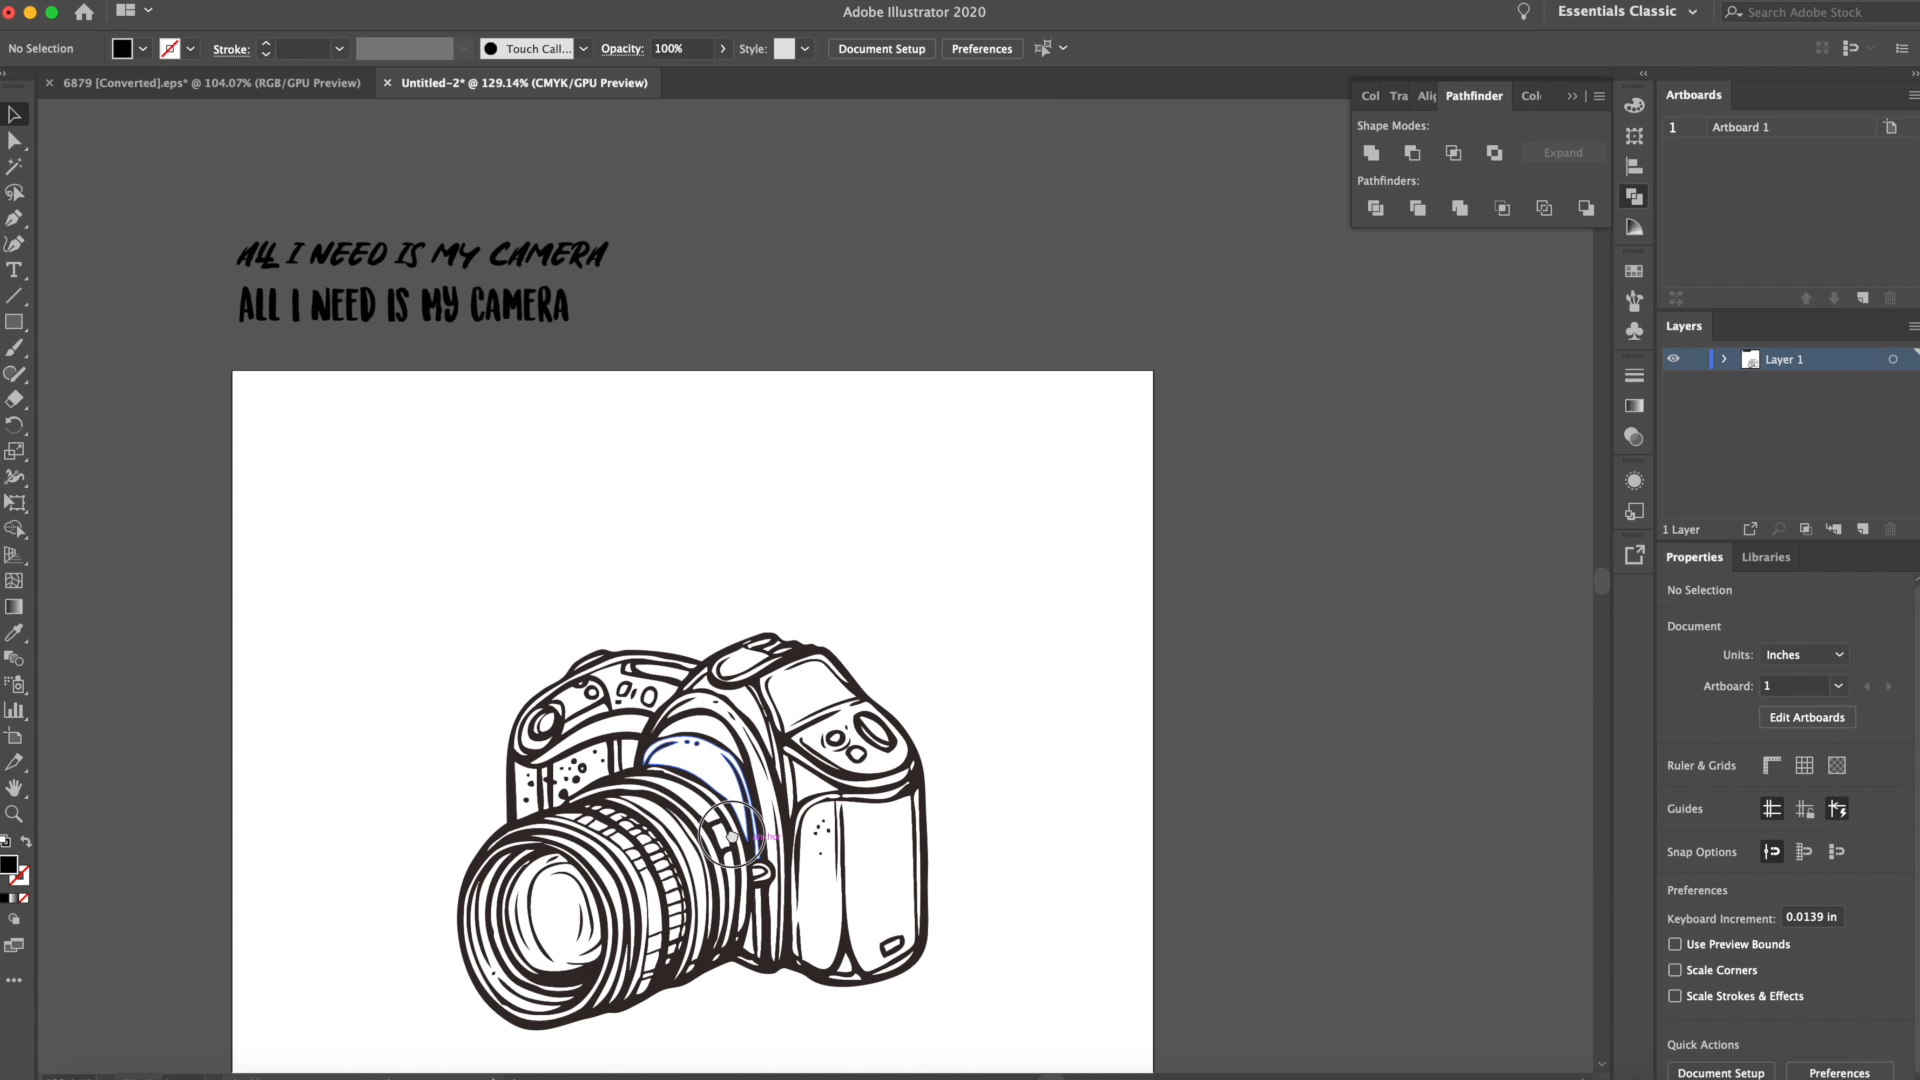 Adobe Illustrator 2020
Essentials Classic
Search Adobe Stock
No Selection
Stroke:
Touch Call...
Opacity: 100%
Style:
Document Setup
Preferences
6879 [Converted].eps* @ 104.07% (RGB/GPU Preview)
Untitled-2* @ 129.14% (CMYK/GPU Preview)
Col Tra Alig Pathfinder Col
Shape Modes:
Expand
Pathfinders:
Artboards
1 Artboard 1
ALL I NEED IS MY CAMERA
ALL I NEED IS MY CAMERA
Layers
Layer 1
1 Layer
Properties Libraries
No Selection
Document
Units: Inches
Artboard: 1
Edit Artboards
Ruler & Grids
Guides
Snap Options
Preferences
Keyboard Increment: 0.0139 in
Use Preview Bounds
Scale Corners
Scale Strokes & Effects
Quick Actions
Document Setup Preferences